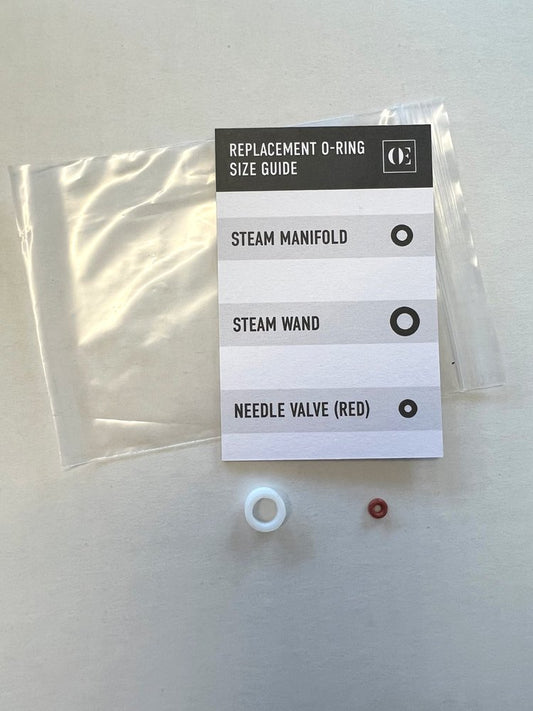 REPLACEMENT O-RING
SIZE GUIDE
OE
STEAM MANIFOLD
STEAM WAND
NEEDLE VALVE (RED)